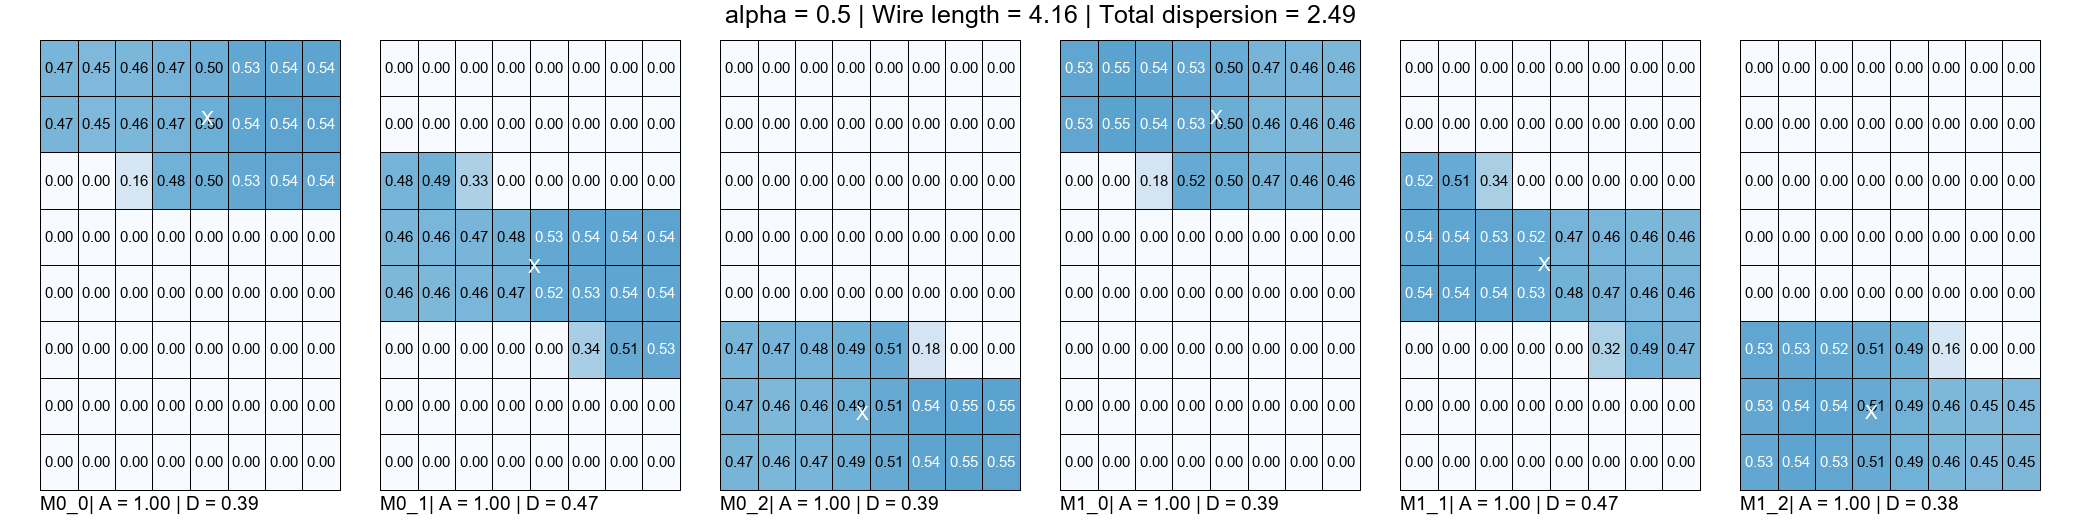 alpha = 0.5 | Wire length = 4.16 | Total dispersion = 2.49
0.47 0.45 0.46 0.47 0.50 0.53 0.54 0.54 0.00 0.00 0.00 0.00 0.00 0.00 0.00 0.00 0.00 0.00 0.00 0.00 0.00 0.00 0.00 0.00 0.53 0.55 0.54 0.53 0.50 0.47 0.46 0.46 0.00 0.00 0.00 0.00 0.00 0.00 0.00 0.00 0.00 0.00 0.00 0.00 0.00 0.00 0.00 0.00
0.47 0.45 0.46 0.47 0.50 X 0.54 0.54 0.54 0.00 0.00 0.00 0.00 0.00 0.00 0.00 0.00 0.00 0.00 0.00 0.00 0.00 0.00 0.00 0.00 0.53 0.55 0.54 0.53 X 0.50 0.46 0.46 0.46 0.00 0.00 0.00 0.00 0.00 0.00 0.00 0.00 0.00 0.00 0.00 0.00 0.00 0.00 0.00 0.00
0.00 0.00 0.16 0.48 0.50 0.53 0.54 0.54 0.48 0.49 0.33 0.00 0.00 0.00 0.00 0.00 0.00 0.00 0.00 0.00 0.00 0.00 0.00 0.00 0.00 0.00 0.18 0.52 0.50 0.47 0.46 0.46 0.52 0.51 0.34 0.00 0.00 0.00 0.00 0.00 0.00 0.00 0.00 0.00 0.00 0.00 0.00 0.00
0.00 0.00 0.00 0.00 0.00 0.00 0.00 0.00 0.46 0.46 0.47 0.48 0.53 0.54 0.54 0.54 0.00 0.00 0.00 0.00 0.00 0.00 0.00 0.00 0.00 0.00 0.00 0.00 0.00 0.00 0.00 0.00 0.54 0.54 0.53 0.52 0.47 0.46 0.46 0.46 0.00 0.00 0.00 0.00 0.00 0.00 0.00 0.00
X X
0.00 0.00 0.00 0.00 0.00 0.00 0.00 0.00 0.46 0.46 0.46 0.47 0.52 0.53 0.54 0.54 0.00 0.00 0.00 0.00 0.00 0.00 0.00 0.00 0.00 0.00 0.00 0.00 0.00 0.00 0.00 0.00 0.54 0.54 0.54 0.53 0.48 0.47 0.46 0.46 0.00 0.00 0.00 0.00 0.00 0.00 0.00 0.00
0.00 0.00 0.00 0.00 0.00 0.00 0.00 0.00 0.00 0.00 0.00 0.00 0.00 0.34 0.51 0.53 0.47 0.47 0.48 0.49 0.51 0.18 0.00 0.00 0.00 0.00 0.00 0.00 0.00 0.00 0.00 0.00 0.00 0.00 0.00 0.00 0.00 0.32 0.49 0.47 0.53 0.53 0.52 0.51 0.49 0.16 0.00 0.00
0.00 0.00 0.00 0.00 0.00 0.00 0.00 0.00 0.00 0.00 0.00 0.00 0.00 0.00 0.00 0.00 0.47 0.46 0.46 0.49 X 0.51 0.54 0.55 0.55 0.00 0.00 0.00 0.00 0.00 0.00 0.00 0.00 0.00 0.00 0.00 0.00 0.00 0.00 0.00 0.00 0.53 0.54 0.54 0.51 X 0.49 0.46 0.45 0.45
0.00 0.00 0.00 0.00 0.00 0.00 0.00 0.00 0.00 0.00 0.00 0.00 0.00 0.00 0.00 0.00 0.47 0.46 0.47 0.49 0.51 0.54 0.55 0.55 0.00 0.00 0.00 0.00 0.00 0.00 0.00 0.00 0.00 0.00 0.00 0.00 0.00 0.00 0.00 0.00 0.53 0.54 0.53 0.51 0.49 0.46 0.45 0.45
M0_0| A = 1.00 | D = 0.39 M0_1| A = 1.00 | D = 0.47 M0_2| A = 1.00 | D = 0.39 M1_0| A = 1.00 | D = 0.39 M1_1| A = 1.00 | D = 0.47 M1_2| A = 1.00 | D = 0.38